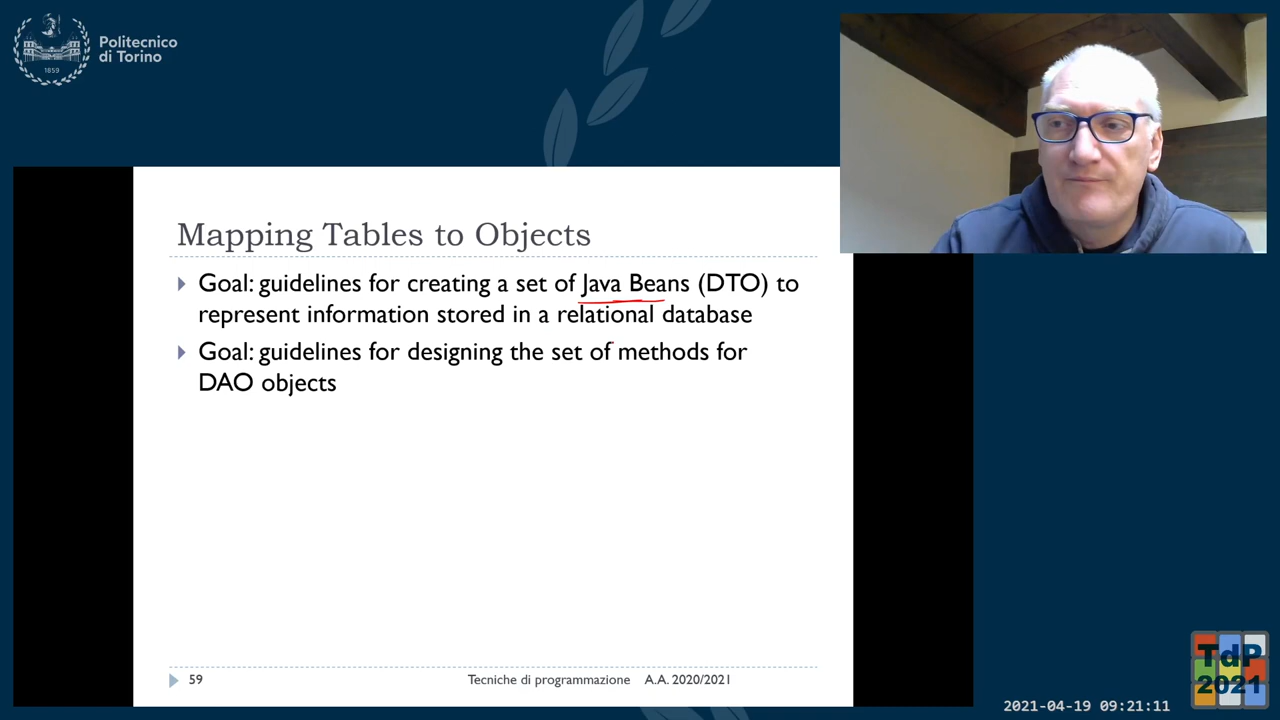 Politecnico
di Torino
1859
Mapping Tables to Objects
Goal: guidelines for creating a set of Java Beans (DTO) to
represent information stored in a relational database
Goal: guidelines for designing the set of methods for
DAO objects
59
Tecniche di programmazione A.A. 2020/2021
TdP
2021
2021-04-19 09:21:11